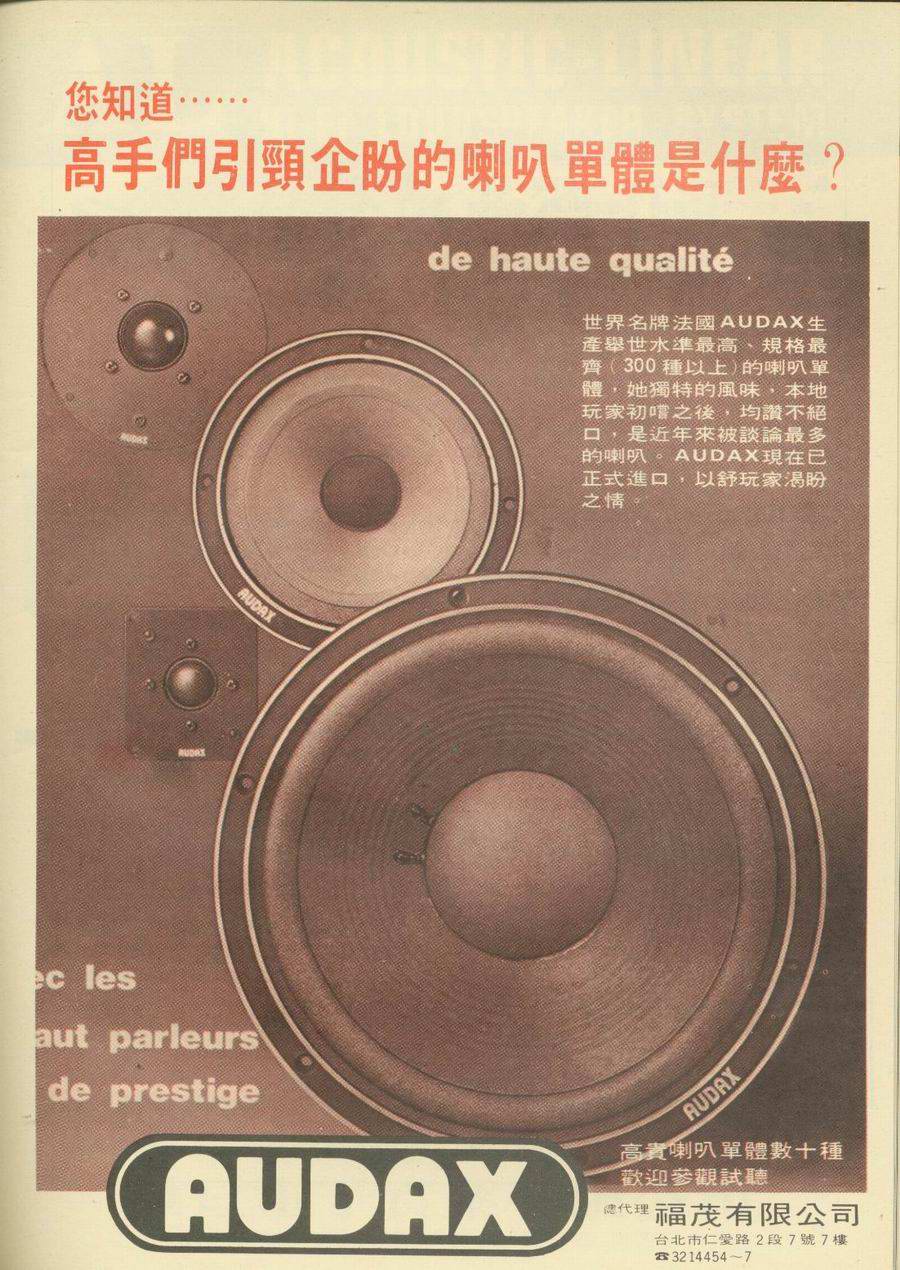 您知道……
高手們引頸企盼的喇叭單體是什麼？
de haute qualité
世界名牌法國AUDAX生
產舉世水準最高、規格最
齊（300種以上）的喇叭單
體，她獨特的風味，本地
玩家初嚐之後，均讚不絕
口，是近年來被談論最多
的喇叭。AUDAX現在已
正式進口，以舒玩家渴盼
之情。
AUDAX
AUDAX
AUDAX
ec les
aut parleurs
de prestige
AUDAX
高貴喇叭單體數十種
歡迎參觀試聽
AUDAX
總代理 福茂有限公司
台北市仁愛路2段7號7樓
☎3214454～7